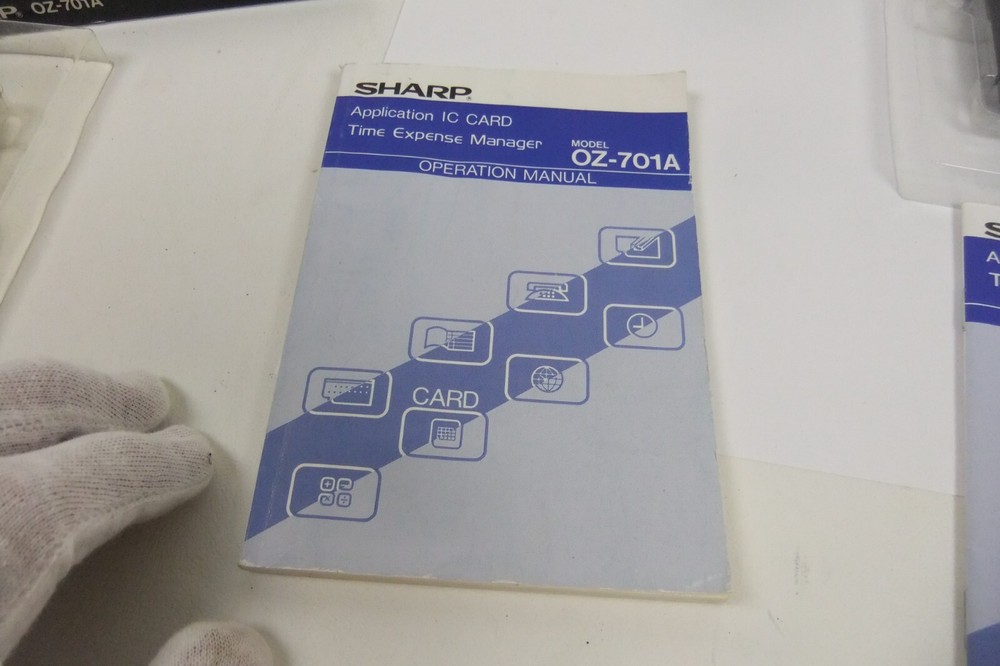 P® OZ-701A
SHARP®
Application IC CARD
Time Expense Manager
MODEL
OZ-701A
OPERATION MANUAL
CARD
S
A
T